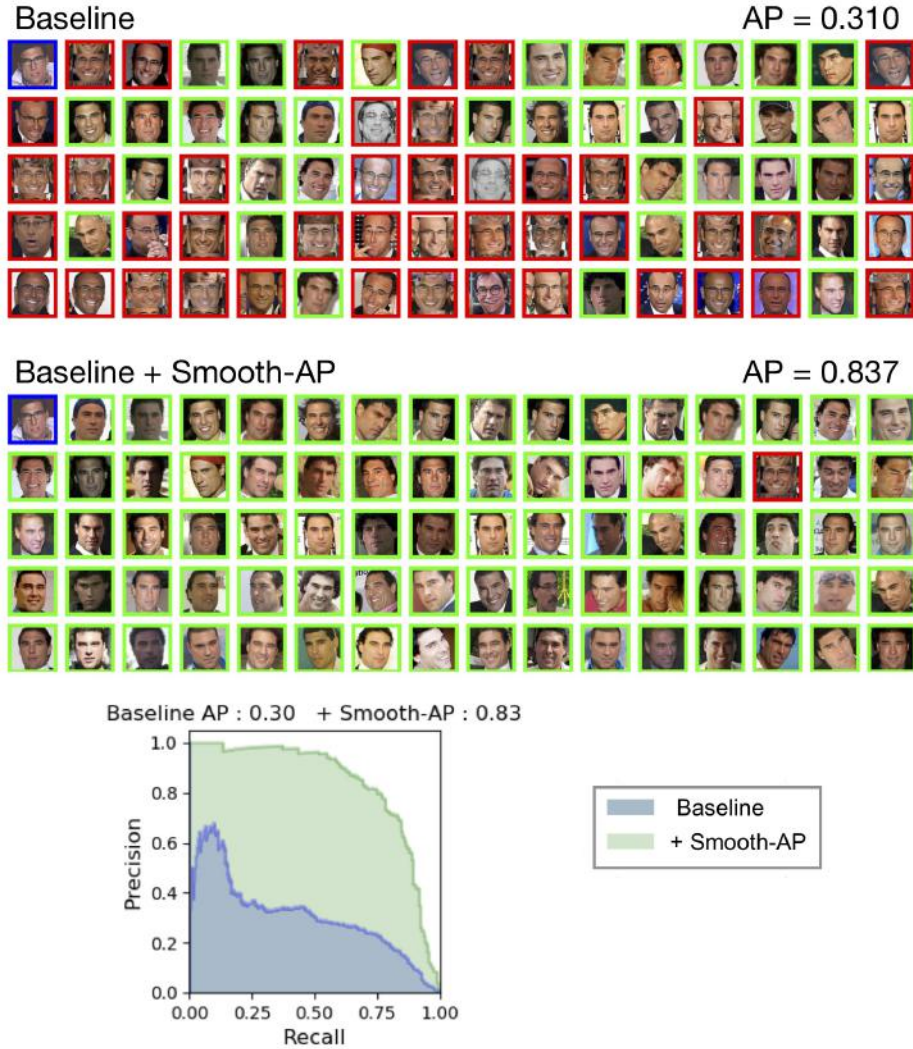 Baseline AP = 0.310
Baseline + Smooth-AP AP = 0.837
Baseline AP : 0.30 + Smooth-AP : 0.83
1.0
0.8
0.6
0.4
0.2
0.0
Precision
0.00 0.25 0.50 0.75 1.00
Recall
Baseline
+ Smooth-AP